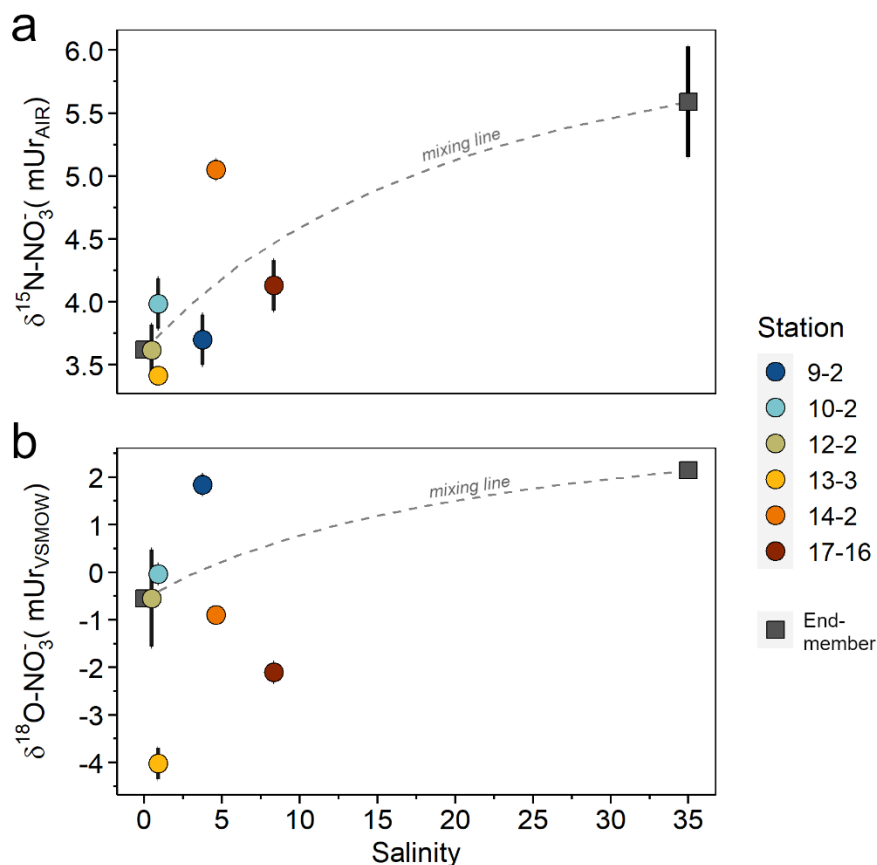 a
δ¹⁵N-NO₃⁻( mUr_AIR)
6.0
5.5
5.0
4.5
4.0
3.5
mixing line
b
δ¹⁸O-NO₃⁻( mUr_VSMOW)
2
1
0
-1
-2
-3
-4
mixing line
0 5 10 15 20 25 30 35
Salinity
Station
9-2
10-2
12-2
13-3
14-2
17-16
End-
member